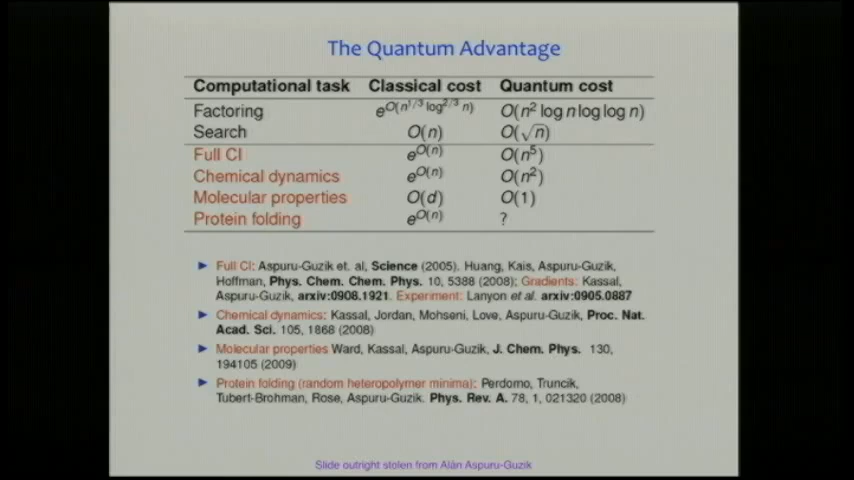 The Quantum Advantage
Computational task Classical cost Quantum cost
Factoring e^{O(n^{1/3} log^{2/3} n)} O(n² log n log log n)
Search O(n) O(√n)
Full CI e^{O(n)} O(n⁵)
Chemical dynamics e^{O(n)} O(n²)
Molecular properties O(d) O(1)
Protein folding e^{O(n)} ?
► Full CI: Aspuru-Guzik et. al, Science (2005). Huang, Kais, Aspuru-Guzik,
Hoffman, Phys. Chem. Chem. Phys. 10, 5388 (2008); Gradients: Kassal,
Aspuru-Guzik, arxiv:0908.1921. Experiment: Lanyon et al. arxiv:0905.0887
► Chemical dynamics: Kassal, Jordan, Mohseni, Love, Aspuru-Guzik, Proc. Nat.
Acad. Sci. 105, 1868 (2008)
► Molecular properties Ward, Kassal, Aspuru-Guzik, J. Chem. Phys. 130,
194105 (2009)
► Protein folding (random heteropolymer minima): Perdomo, Truncik,
Tubert-Brohman, Rose, Aspuru-Guzik. Phys. Rev. A. 78, 1, 021320 (2008)
Slide outright stolen from Alán Aspuru-Guzik